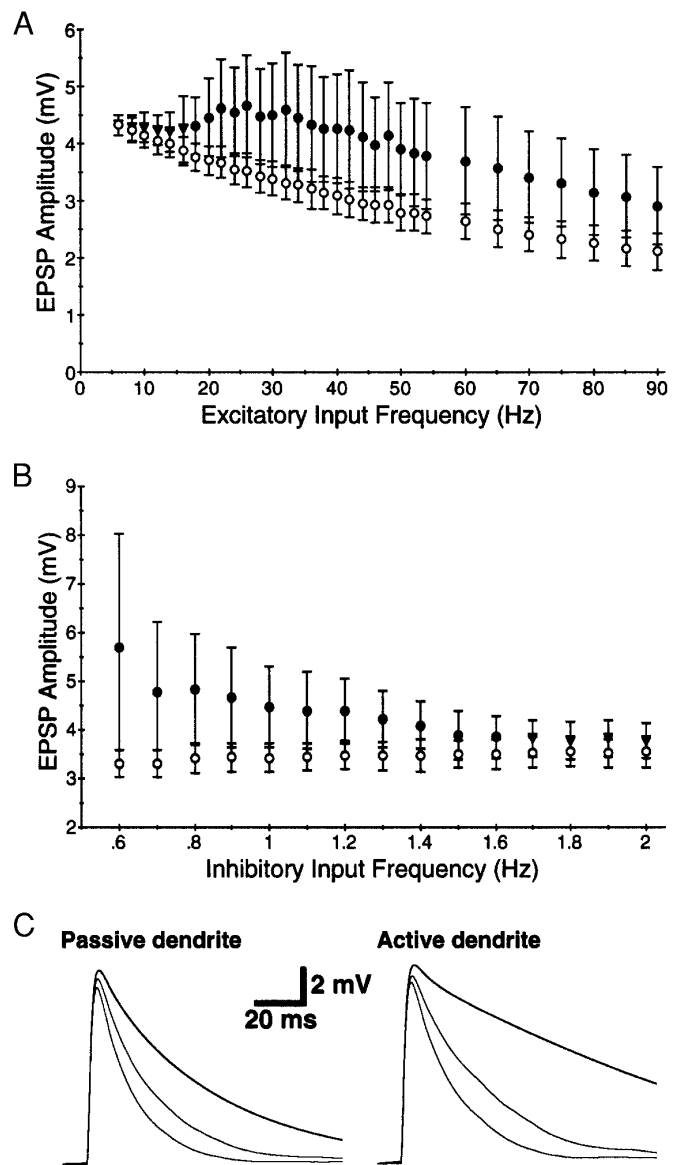 A
6
5
4
3
2
1
0
EPSP Amplitude (mV)
0 10 20 30 40 50 60 70 80 90
Excitatory Input Frequency (Hz)
B
9
8
7
6
5
4
3
2
EPSP Amplitude (mV)
.6 .8 1 1.2 1.4 1.6 1.8 2
Inhibitory Input Frequency (Hz)
C
Passive dendrite
Active dendrite
2 mV
20 ms